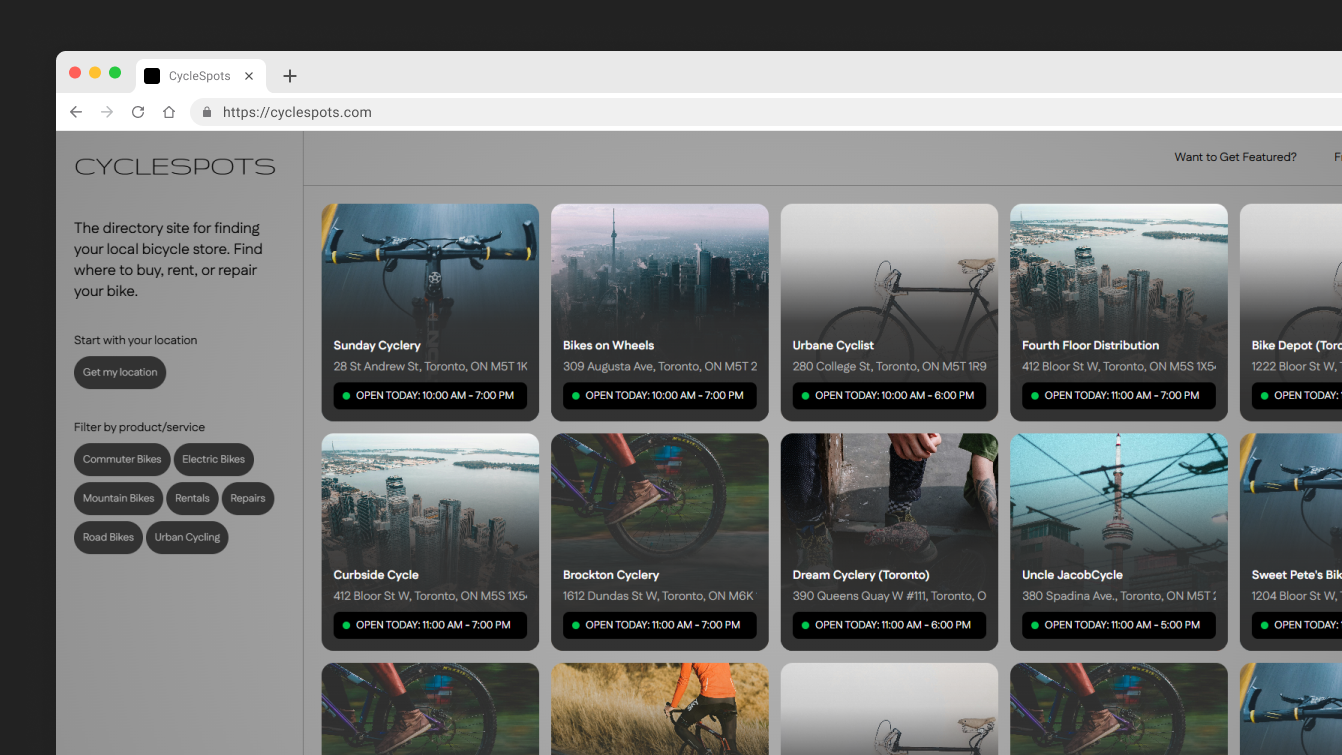 CycleSpots
https://cyclespots.com
CYCLESPOTS
Want to Get Featured?
The directory site for finding
your local bicycle store. Find
where to buy, rent, or repair
your bike.
Start with your location
Get my location
Filter by product/service
Commuter Bikes Electric Bikes
Mountain Bikes Rentals Repairs
Road Bikes Urban Cycling
Sunday Cyclery
28 St Andrew St, Toronto, ON M5T 1K
OPEN TODAY: 10:00 AM - 7:00 PM
Bikes on Wheels
309 Augusta Ave, Toronto, ON M5T 2
OPEN TODAY: 10:00 AM - 7:00 PM
Urbane Cyclist
280 College St, Toronto, ON M5T 1R9
OPEN TODAY: 10:00 AM - 6:00 PM
Fourth Floor Distribution
412 Bloor St W, Toronto, ON M5S 1X5
OPEN TODAY: 11:00 AM - 7:00 PM
Bike Depot (Toro
1222 Bloor St W,
OPEN TODAY:
Curbside Cycle
412 Bloor St W, Toronto, ON M5S 1X5
OPEN TODAY: 11:00 AM - 7:00 PM
Brockton Cyclery
1612 Dundas St W, Toronto, ON M6K
OPEN TODAY: 11:00 AM - 7:00 PM
Dream Cyclery (Toronto)
390 Queens Quay W #111, Toronto, O
OPEN TODAY: 11:00 AM - 6:00 PM
Uncle JacobCycle
380 Spadina Ave., Toronto, ON M5T
OPEN TODAY: 11:00 AM - 5:00 PM
Sweet Pete's Bik
1204 Bloor St W,
OPEN TODAY: